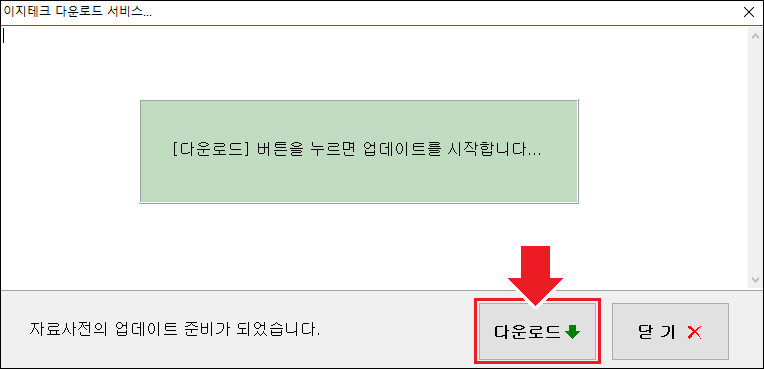 이지테크 다운로드 서비스...
[다운로드] 버튼을 누르면 업데이트를 시작합니다...
자료사전의 업데이트 준비가 되었습니다.
다운로드
닫 기